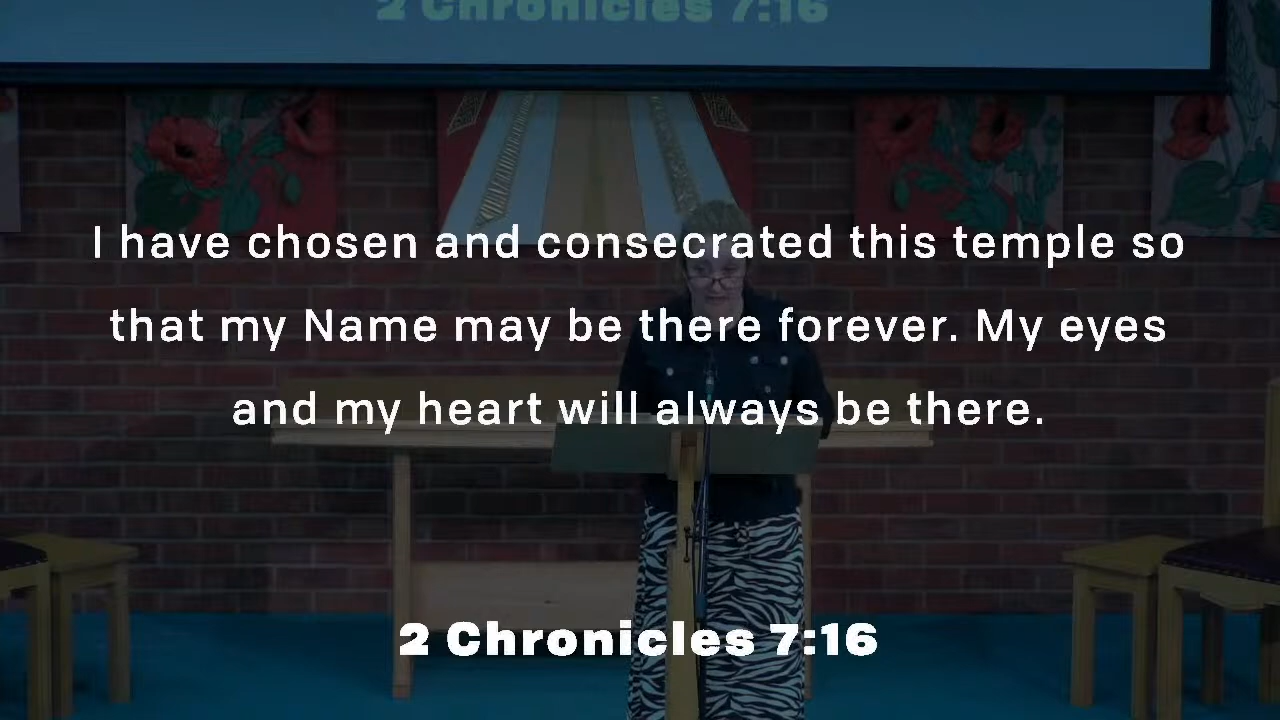 2 Chronicles 7:16
I have chosen and consecrated this temple so
that my Name may be there forever. My eyes
and my heart will always be there.
2 Chronicles 7:16